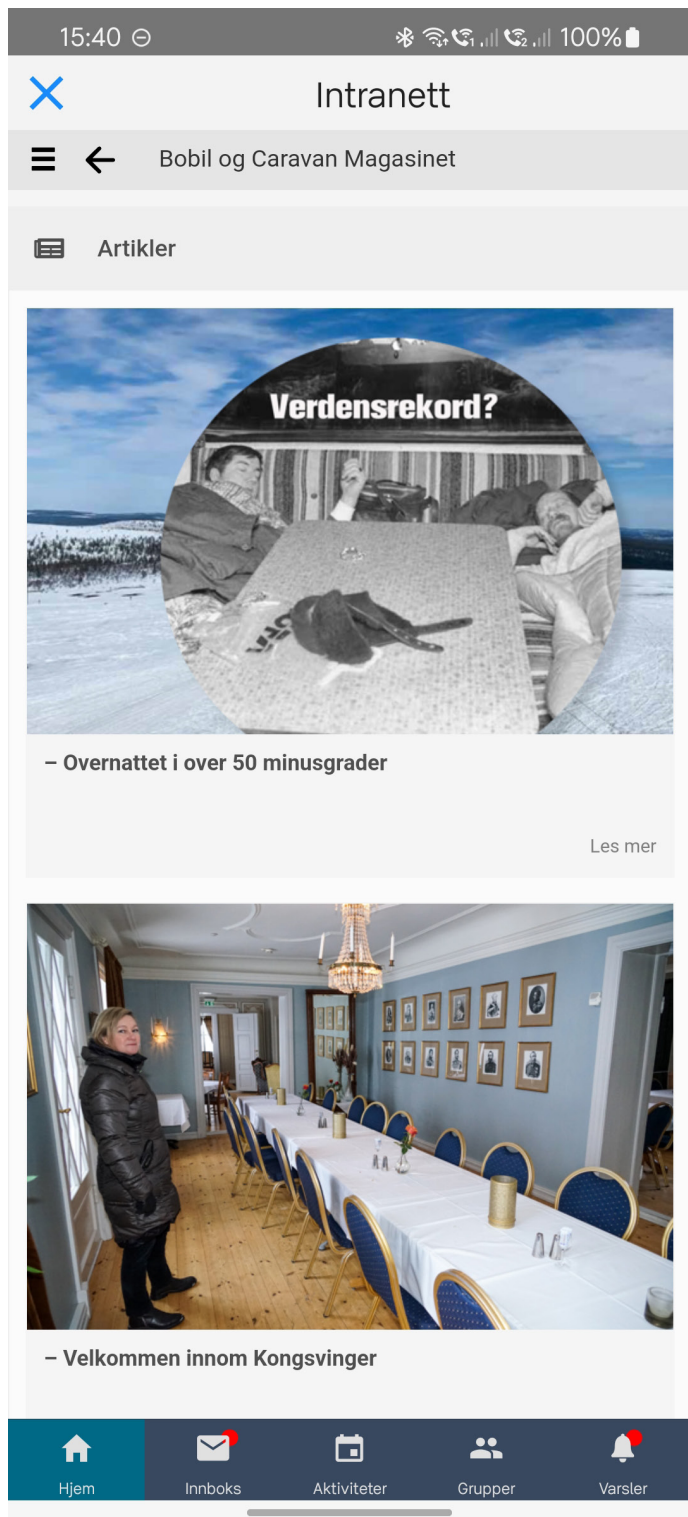 15:40
100%
Intranett
Bobil og Caravan Magasinet
Artikler
Verdensrekord?
– Overnattet i over 50 minusgrader
Les mer
– Velkommen innom Kongsvinger
Hjem
Innboks
Aktiviteter
Grupper
Varsler